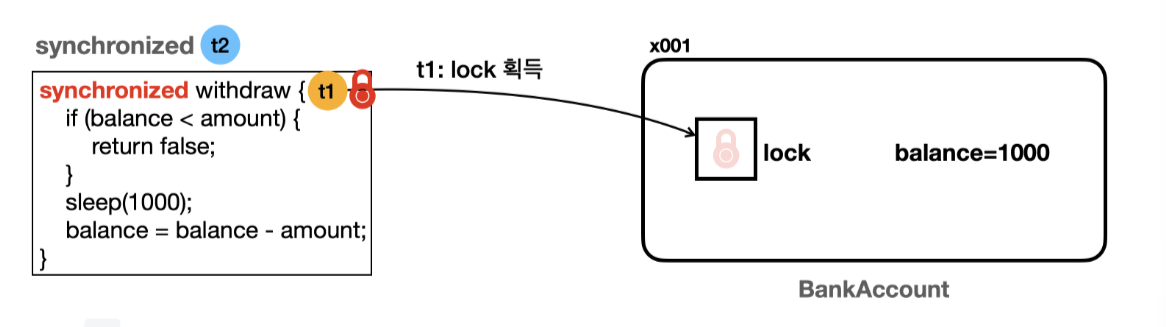 synchronized t2
synchronized withdraw { t1
if (balance < amount) {
return false;
}
sleep(1000);
balance = balance - amount;
}
t1: lock 획득
x001
lock
balance=1000
BankAccount